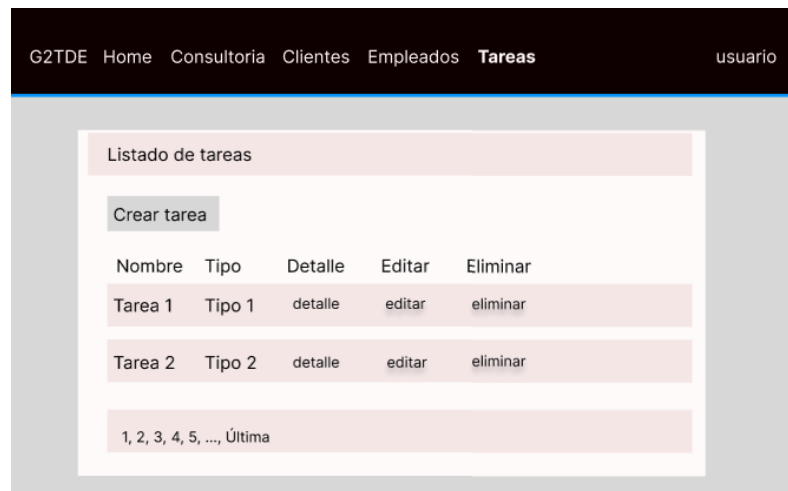 G2TDE Home Consultoria Clientes Empleados Tareas usuario
Listado de tareas
Crear tarea
Nombre Tipo Detalle Editar Eliminar
Tarea 1 Tipo 1 detalle editar eliminar
Tarea 2 Tipo 2 detalle editar eliminar
1, 2, 3, 4, 5, ..., Última